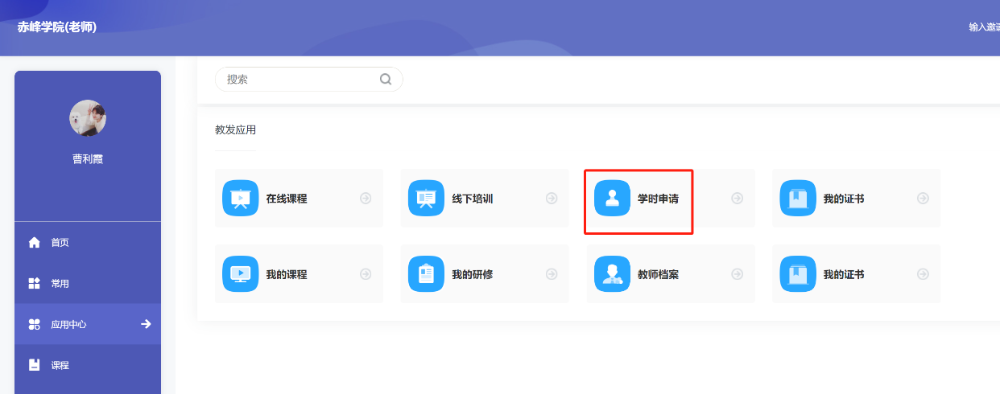 赤峰学院(老师)
输入邀请
搜索
曹利霞
教发应用
在线课程
线下培训
学时申请
我的证书
首页
常用
我的课程
我的研修
教师档案
我的证书
应用中心
课程